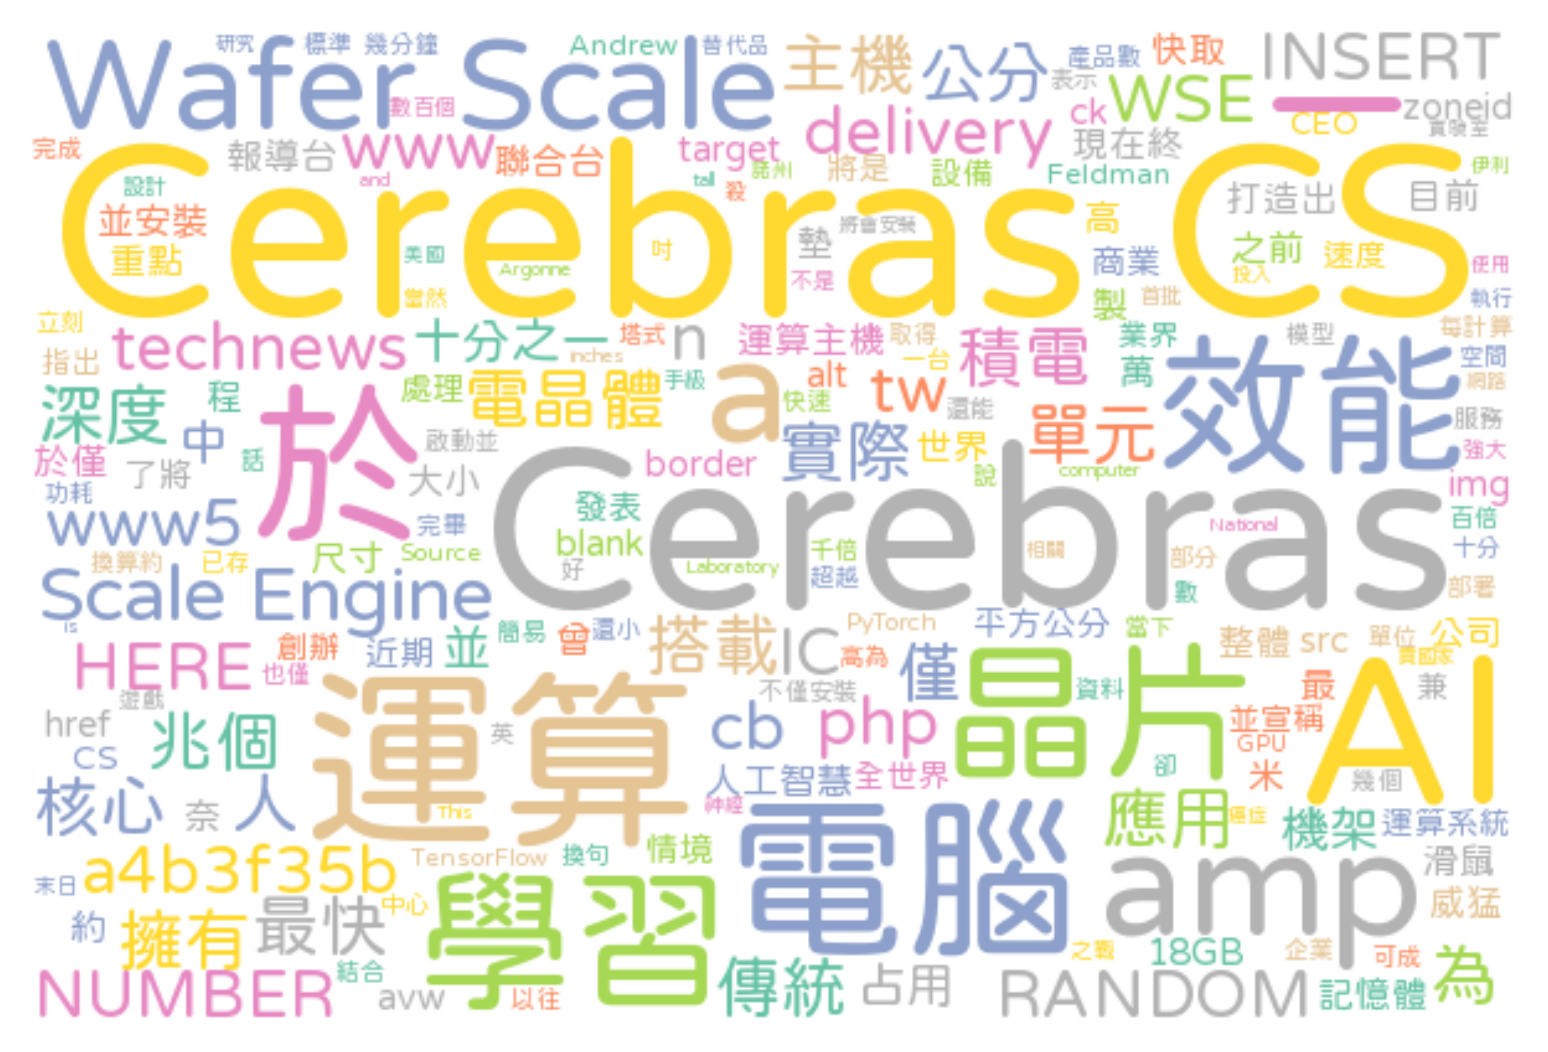 研究 標準 幾分鐘 Andrew 替代品 主機 公分 產品數 快取 INSERT
Wafer Scale 數百個 表示 WSE 一 zoneid
ck CEO 實驗室
完成 報導台 www 聯合台 target delivery 現在終
and tall 諸州 將是 設備 Feldman 伊利
設計 殺 打造出 目前
Cerebras CS
並安裝 將會安裝 高
重點 美國 吋 墊 商業 之前 速度
Argonne 不是 投入 使用
當然 製 首批 執行
立刻 technews 十分之一 塔式 n 運算主機 取得 積電 業界 模型 每計算
指出 inches 一台 萬 效能 空間
深度 程 處理 電晶體 手級 a alt tw 網路
快速 還能 單元 服務
於 中 啟動並 實際 世界
於僅 了將 話 大小 border 說 computer 強大
功耗 img
www5 完畢 發表 Cerebras National 百倍
換算約 已存 尺寸 Source blank 千倍 相關 部分 十分
好 Laboratory 超越 部署
Scale Engine 數
is 簡易 還小 PyTorch 平方公分 當下
HERE 創辦 近期 並 曾 搭載 IC 高為 僅 整體 src 單位 公司
也僅 賣國家
遊戲 不僅安裝 晶片 資料 最 兼 AI
href 兆個 運算 英 cb php 並宣稱
cs 卻 GPU
人工智慧 全世界 米 幾個
核心 奈 人 This 神經 應用 癌症 機架 運算系統
電腦
a4b3f35b TensorFlow 換句 情境 amp 滑鼠
末日
約 擁有 最快 中心 學習 威猛
之戰 18GB 企業 可成
NUMBER 結合 avw 以往 傳統 占用 RANDOM 記憶體 為